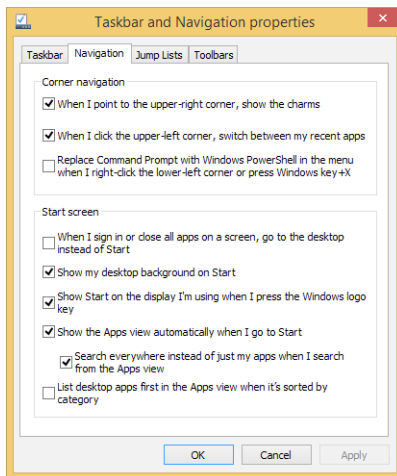 Taskbar and Navigation properties
Taskbar Navigation Jump Lists Toolbars
Corner navigation
When I point to the upper-right corner, show the charms
When I click the upper-left corner, switch between my recent apps
Replace Command Prompt with Windows PowerShell in the menu
when I right-click the lower-left corner or press Windows key+X
Start screen
When I sign in or close all apps on a screen, go to the desktop
instead of Start
Show my desktop background on Start
Show Start on the display I'm using when I press the Windows logo
key
Show the Apps view automatically when I go to Start
Search everywhere instead of just my apps when I search
from the Apps view
List desktop apps first in the Apps view when it's sorted by
category
OK Cancel Apply